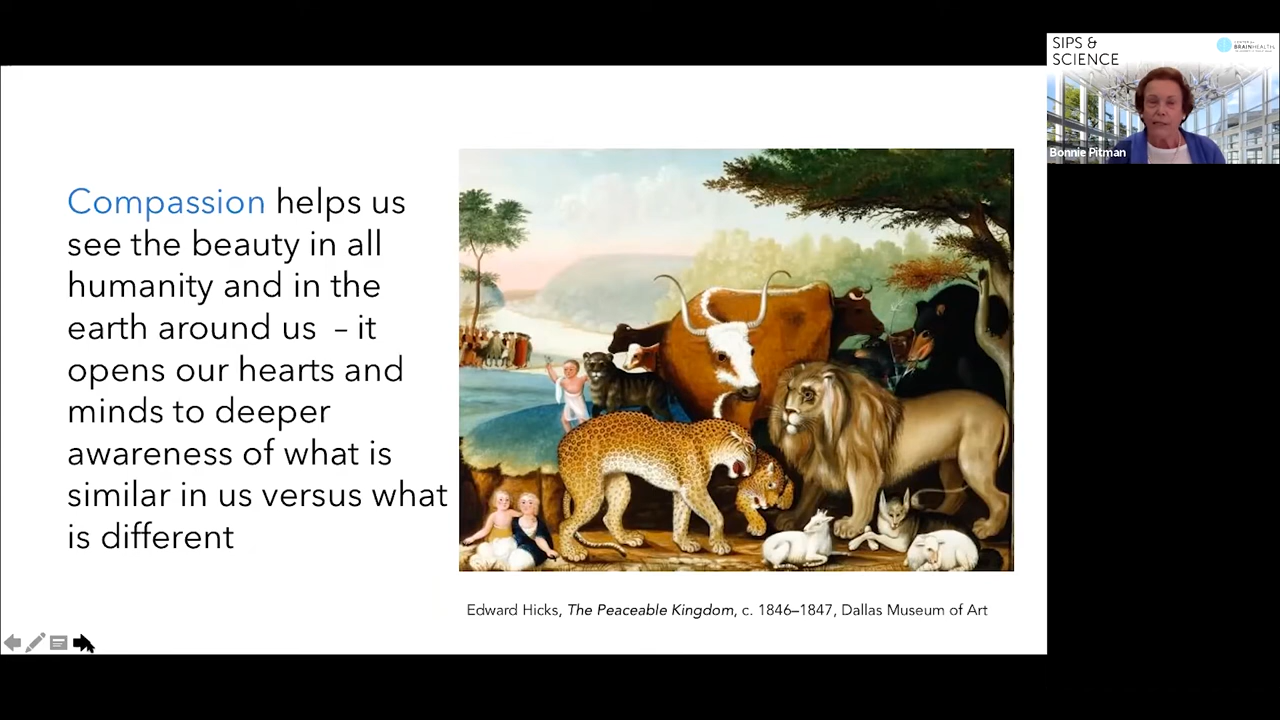 SIPS &
SCIENCE
BRAINHEALTH
Bonnie Pitman
Compassion helps us
see the beauty in all
humanity and in the
earth around us – it
opens our hearts and
minds to deeper
awareness of what is
similar in us versus what
is different
Edward Hicks, The Peaceable Kingdom, c. 1846–1847, Dallas Museum of Art